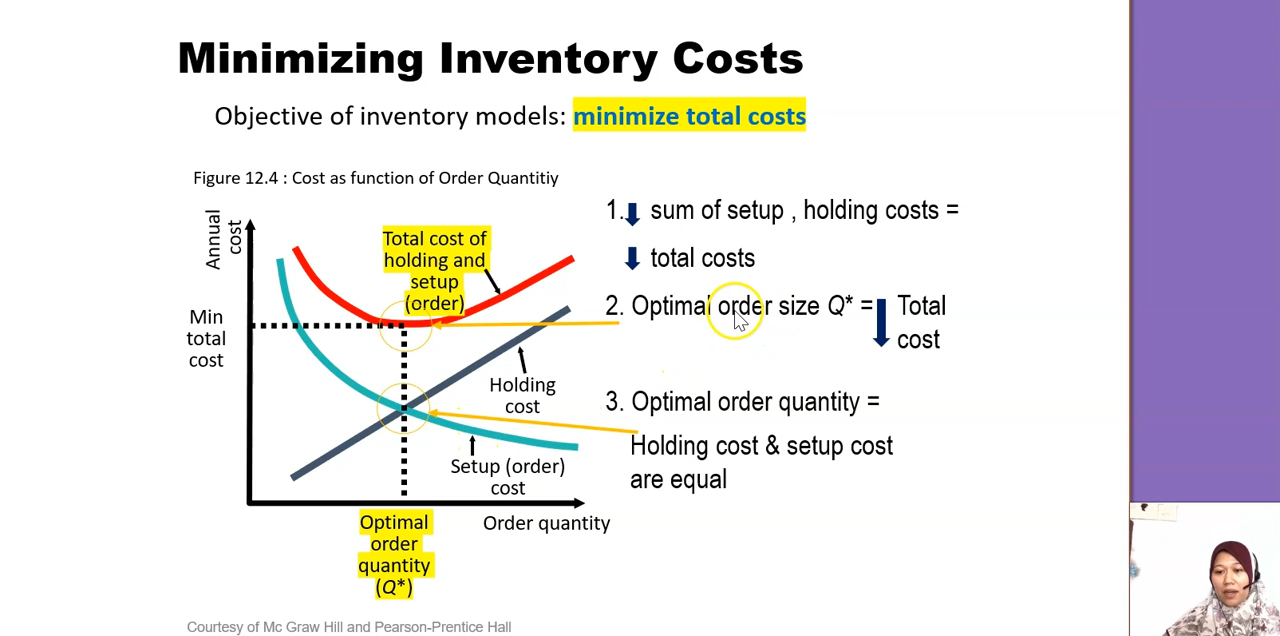 Minimizing Inventory Costs
Objective of inventory models: minimize total costs
Figure 12.4 : Cost as function of Order Quantitiy
Annual
cost
Total cost of
holding and
setup
(order)
Min
total
cost
Holding
cost
Setup (order)
cost
Optimal
order
quantity
(Q*)
Order quantity
1. sum of setup , holding costs =
total costs
2. Optimal order size Q* = Total
cost
3. Optimal order quantity =
Holding cost & setup cost
are equal
Courtesy of Mc Graw Hill and Pearson-Prentice Hall